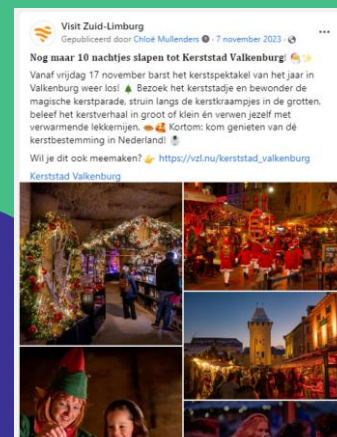 Visit Zuid-Limburg
Gepubliceerd door Chloé Mullenders · 7 november 2023 ·
Nog maar 10 nachtjes slapen tot Kerststad Valkenburg! 🎅✨
Vanaf vrijdag 17 november barst het kerstspektakel van het jaar in
Valkenburg weer los! 🎄 Bezoek het kerststadje en bewonder de
magische kerstparade, struin langs de kerstkraampjes in de grotten,
beleef het kerstverhaal in groot of klein én verwen jezelf met
verwarmende lekkernijen. Kortom: kom genieten van dé
kerstbestemming in Nederland! ⛄
Wil je dit ook meemaken? 👉 https://vzl.nu/kerststad_valkenburg
Kerststad Valkenburg